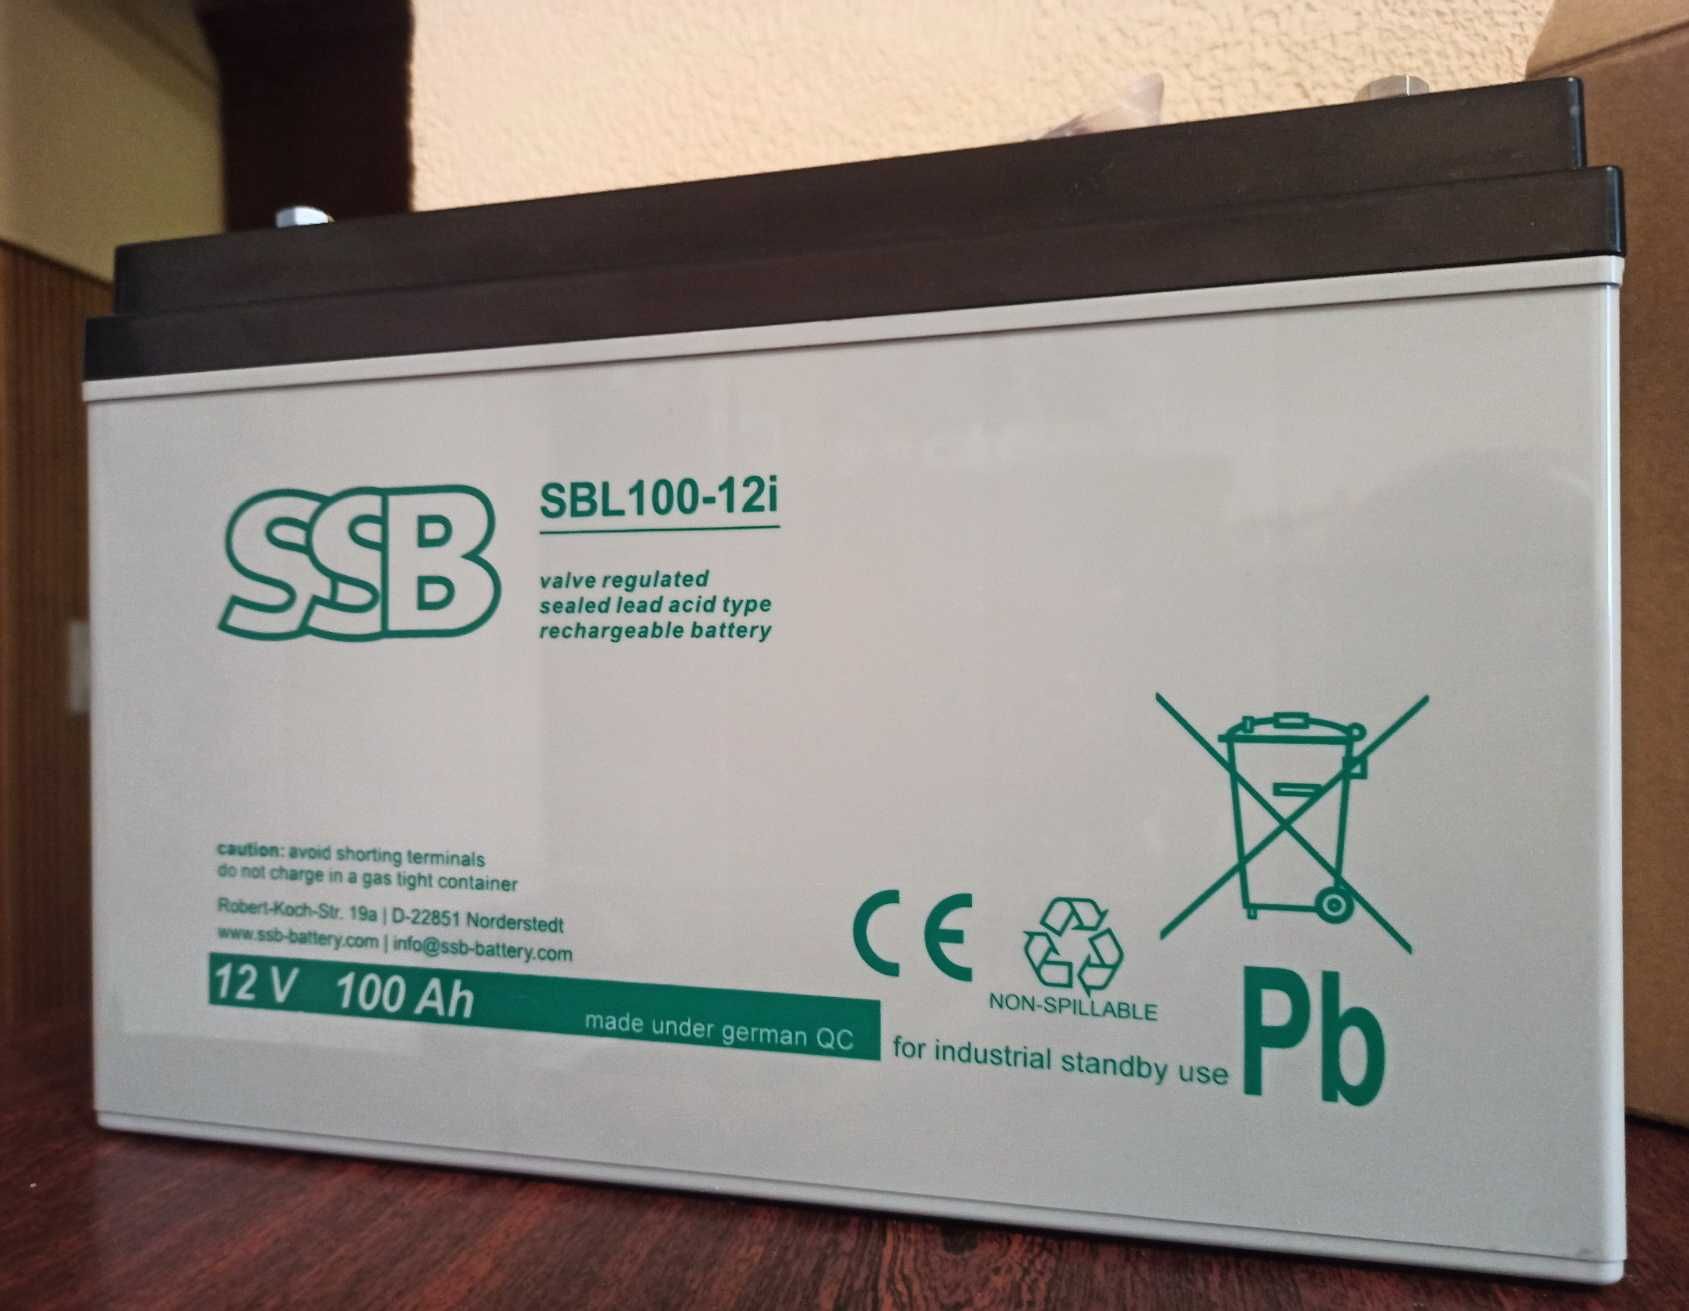 SSB
SBL100-12i
valve regulated
sealed lead acid type
rechargeable battery
caution: avoid shorting terminals
do not charge in a gas tight container
Robert-Koch-Str. 19a | D-22851 Norderstedt
www.ssb-battery.com | info@ssb-battery.com
12 V 100 Ah
made under german QC
for industrial standby use
CE
NON-SPILLABLE
Pb